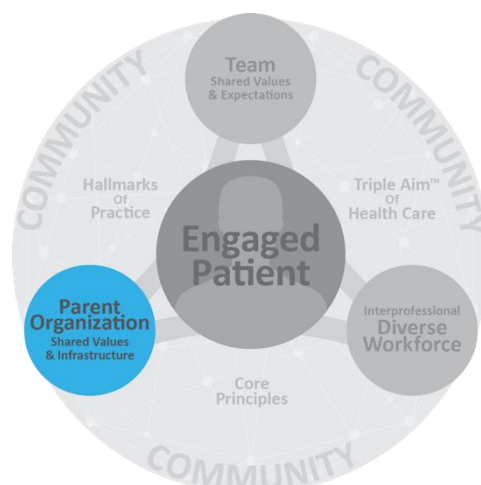 COMMUNITY
COMMUNITY
Team
Shared Values
& Expectations
Hallmarks
Of
Practice
Triple Aim™
Of
Health Care
Engaged
Patient
Parent
Organization
Shared Values
& Infrastructure
Interprofessional
Diverse
Workforce
Core
Principles
COMMUNITY